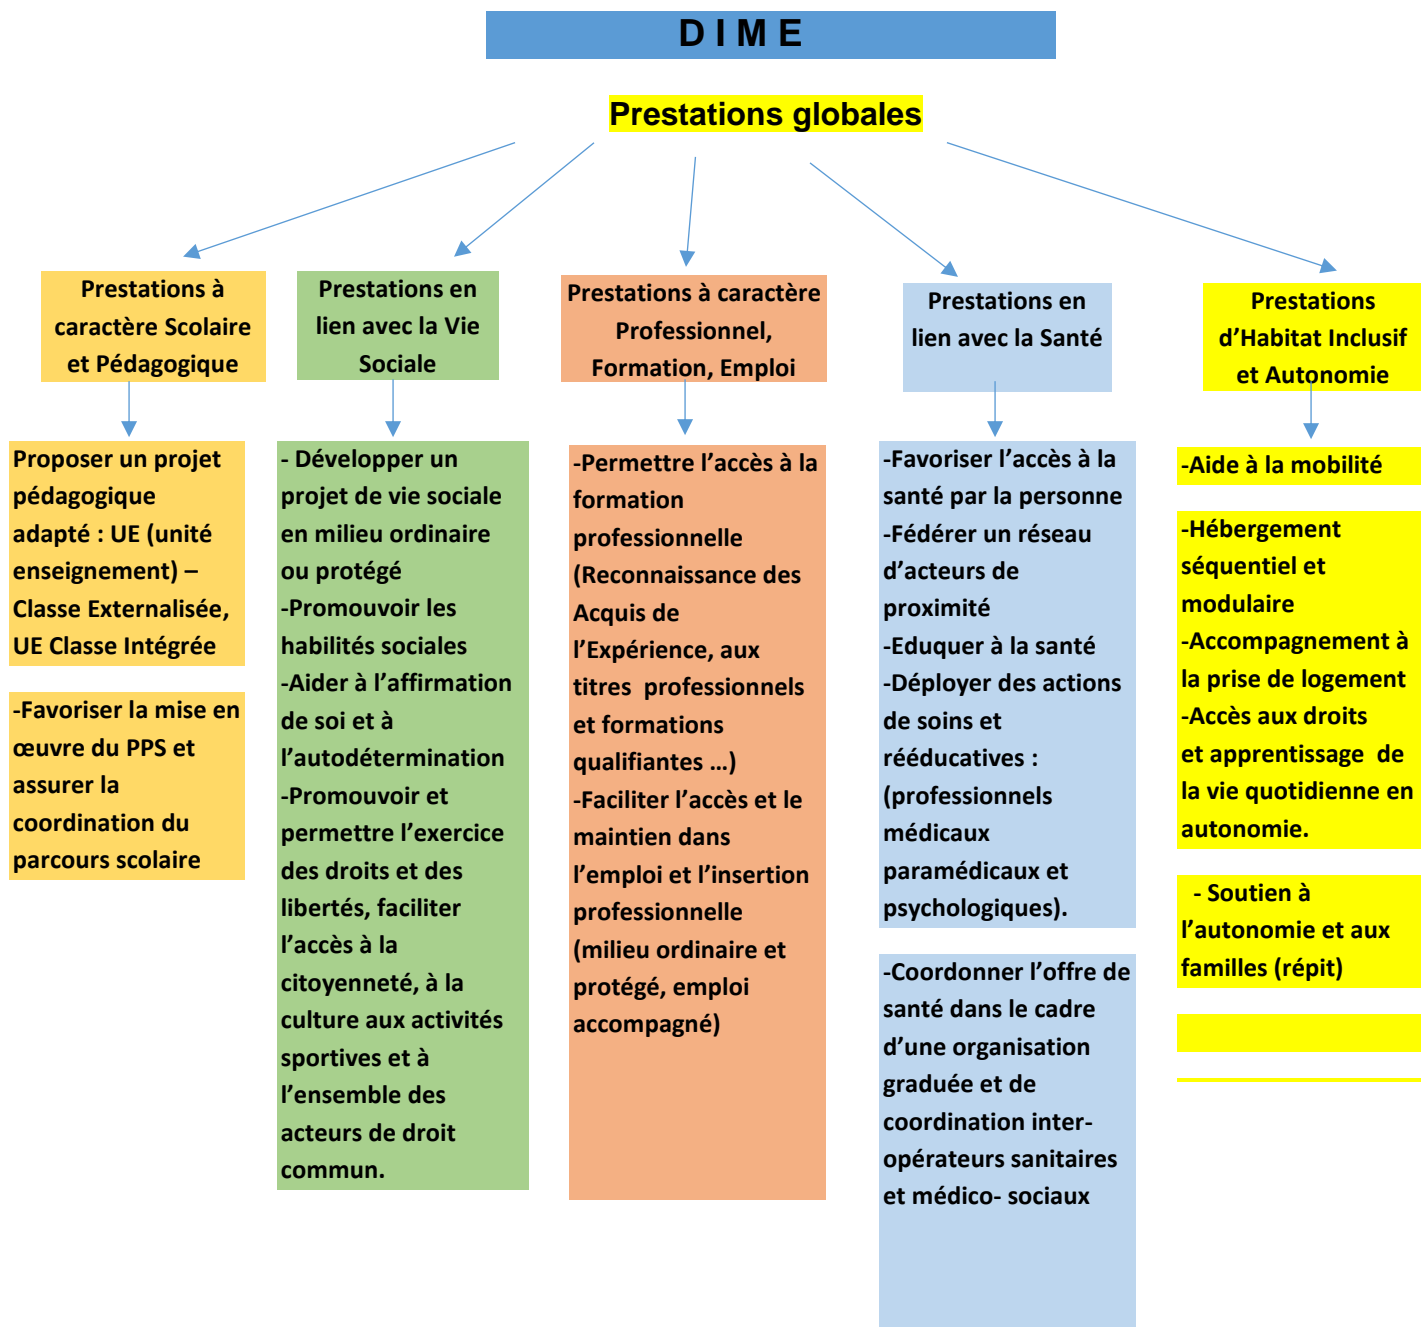 D I M E
Prestations globales
Prestations à
caractère Scolaire
et Pédagogique
Prestations en
lien avec la Vie
Sociale
Prestations à caractère
Professionnel,
Formation, Emploi
Prestations en
lien avec la Santé
Prestations
d’Habitat Inclusif
et Autonomie
Proposer un projet
pédagogique
adapté : UE (unité
enseignement) –
Classe Externalisée,
UE Classe Intégrée
-Favoriser la mise en
œuvre du PPS et
assurer la
coordination du
parcours scolaire
- Développer un
projet de vie sociale
en milieu ordinaire
ou protégé
-Promouvoir les
habilités sociales
-Aider à l’affirmation
de soi et à
l’autodétermination
-Promouvoir et
permettre l’exercice
des droits et des
libertés, faciliter
l’accès à la
citoyenneté, à la
culture aux activités
sportives et à
l’ensemble des
acteurs de droit
commun.
-Permettre l’accès à la
formation
professionnelle
(Reconnaissance des
Acquis de
l’Expérience, aux
titres  professionnels
et formations
qualifiantes …)
-Faciliter l’accès et le
maintien dans
l’emploi et l’insertion
professionnelle
(milieu ordinaire et
protégé, emploi
accompagné)
-Favoriser l’accès à la
santé par la personne
-Fédérer un réseau
d’acteurs de
proximité
-Eduquer à la santé
-Déployer des actions
de soins et
rééducatives :
(professionnels
médicaux
paramédicaux et
psychologiques).
-Coordonner l’offre de
santé dans le cadre
d’une organisation
graduée et de
coordination inter-
opérateurs sanitaires
et médico- sociaux
-Aide à la mobilité
-Hébergement
séquentiel et
modulaire
-Accompagnement à
la prise de logement
-Accès aux droits
et apprentissage  de
la vie quotidienne en
autonomie.
- Soutien à
l’autonomie et aux
familles (répit)